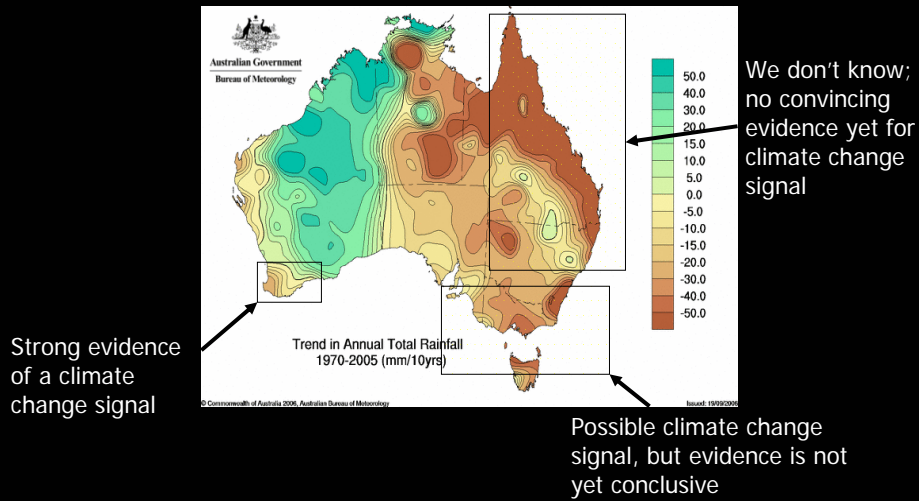 Australian Government
Bureau of Meteorology
50.0
40.0
30.0
20.0
15.0
10.0
5.0
0.0
-5.0
-10.0
-15.0
-20.0
-30.0
-40.0
-50.0
We don't know;
no convincing
evidence yet for
climate change
signal
Strong evidence
of a climate
change signal
Trend in Annual Total Rainfall
1970-2005 (mm/10yrs)
© Commonwealth of Australia 2006, Australian Bureau of Meteorology
Issued: 19/09/2006
Possible climate change
signal, but evidence is not
yet conclusive